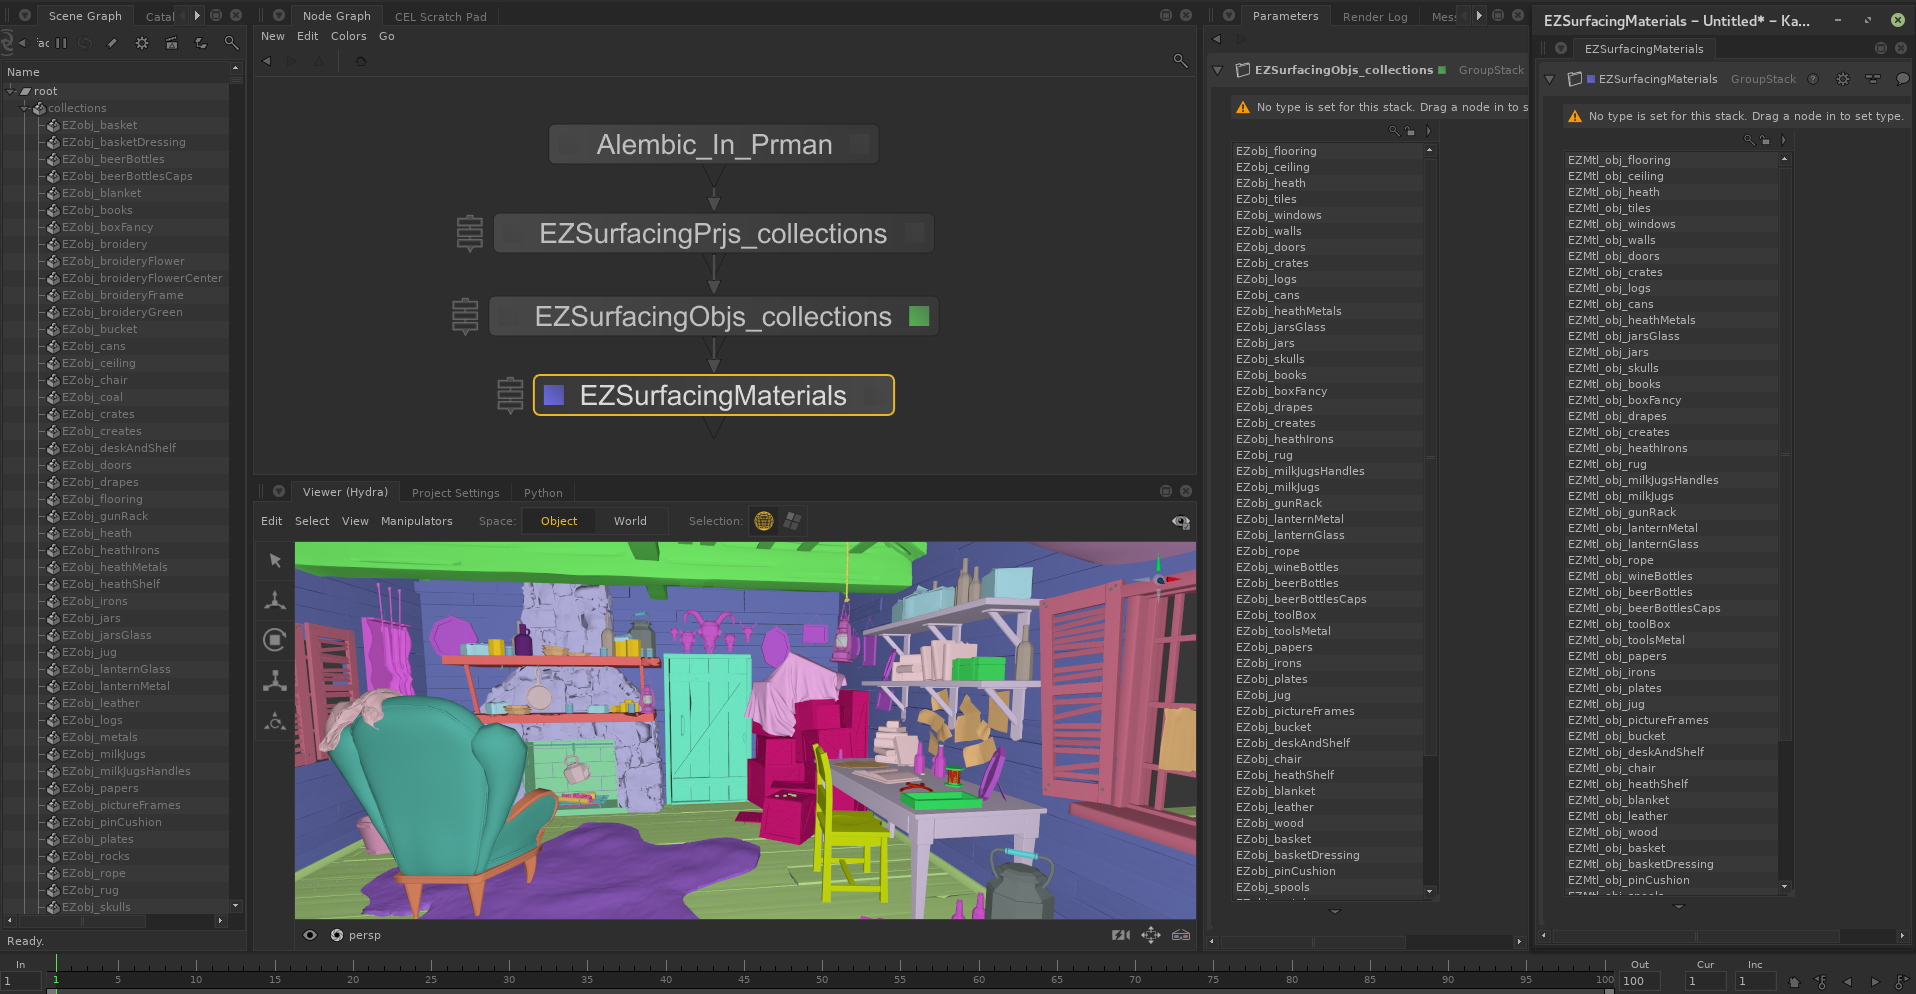 Scene Graph
Catal
Name
root
collections
EZobj_basket
EZobj_basketDressing
EZobj_beerBottles
EZobj_beerBottlesCaps
EZobj_blanket
EZobj_books
EZobj_boxFancy
EZobj_broidery
EZobj_broideryFlower
EZobj_broideryFlowerCenter
EZobj_broideryFrame
EZobj_broideryGreen
EZobj_bucket
EZobj_cans
EZobj_ceiling
EZobj_chair
EZobj_coal
EZobj_crates
EZobj_creates
EZobj_deskAndShelf
EZobj_doors
EZobj_drapes
EZobj_flooring
EZobj_gunRack
EZobj_heath
EZobj_heathIrons
EZobj_heathMetals
EZobj_heathShelf
EZobj_irons
EZobj_jars
EZobj_jarsGlass
EZobj_jug
EZobj_lanternGlass
EZobj_lanternMetal
EZobj_leather
EZobj_logs
EZobj_metals
EZobj_milkJugs
EZobj_milkJugsHandles
EZobj_papers
EZobj_pictureFrames
EZobj_pinCushion
EZobj_plates
EZobj_rocks
EZobj_rope
EZobj_rug
EZobj_skulls
Ready.
Node Graph
CEL Scratch Pad
New Edit Colors Go
Alembic_In_Prman
EZSurfacingPrjs_collections
EZSurfacingObjs_collections
EZSurfacingMaterials
Viewer (Hydra)
Project Settings
Python
Edit Select View Manipulators Space: Object World Selection:
persp
Parameters
Render Log
Mess
EZSurfacingObjs_collections GroupStack
No type is set for this stack. Drag a node in to s
EZobj_flooring
EZobj_ceiling
EZobj_heath
EZobj_tiles
EZobj_windows
EZobj_walls
EZobj_doors
EZobj_crates
EZobj_logs
EZobj_cans
EZobj_heathMetals
EZobj_jarsGlass
EZobj_jars
EZobj_skulls
EZobj_books
EZobj_boxFancy
EZobj_drapes
EZobj_creates
EZobj_heathIrons
EZobj_rug
EZobj_milkJugsHandles
EZobj_milkJugs
EZobj_gunRack
EZobj_lanternMetal
EZobj_lanternGlass
EZobj_rope
EZobj_wineBottles
EZobj_beerBottles
EZobj_beerBottlesCaps
EZobj_toolBox
EZobj_toolsMetal
EZobj_papers
EZobj_irons
EZobj_plates
EZobj_jug
EZobj_pictureFrames
EZobj_bucket
EZobj_deskAndShelf
EZobj_chair
EZobj_heathShelf
EZobj_blanket
EZobj_leather
EZobj_wood
EZobj_basket
EZobj_basketDressing
EZobj_pinCushion
EZobj_spools
EZSurfacingMaterials – Untitled* – Ka...
EZSurfacingMaterials
EZSurfacingMaterials GroupStack
No type is set for this stack. Drag a node in to set type.
EZMtl_obj_flooring
EZMtl_obj_ceiling
EZMtl_obj_heath
EZMtl_obj_tiles
EZMtl_obj_windows
EZMtl_obj_walls
EZMtl_obj_doors
EZMtl_obj_crates
EZMtl_obj_logs
EZMtl_obj_cans
EZMtl_obj_heathMetals
EZMtl_obj_jarsGlass
EZMtl_obj_jars
EZMtl_obj_skulls
EZMtl_obj_books
EZMtl_obj_boxFancy
EZMtl_obj_drapes
EZMtl_obj_creates
EZMtl_obj_heathIrons
EZMtl_obj_rug
EZMtl_obj_milkJugsHandles
EZMtl_obj_milkJugs
EZMtl_obj_gunRack
EZMtl_obj_lanternMetal
EZMtl_obj_lanternGlass
EZMtl_obj_rope
EZMtl_obj_wineBottles
EZMtl_obj_beerBottles
EZMtl_obj_beerBottlesCaps
EZMtl_obj_toolBox
EZMtl_obj_toolsMetal
EZMtl_obj_papers
EZMtl_obj_irons
EZMtl_obj_plates
EZMtl_obj_jug
EZMtl_obj_pictureFrames
EZMtl_obj_bucket
EZMtl_obj_deskAndShelf
EZMtl_obj_chair
EZMtl_obj_heathShelf
EZMtl_obj_blanket
EZMtl_obj_leather
EZMtl_obj_wood
EZMtl_obj_basket
EZMtl_obj_basketDressing
EZMtl_obj_pinCushion
In Out Cur Inc
1 1 5 10 15 20 25 30 35 40 45 50 55 60 65 70 75 80 85 90 95 100 100 1 1